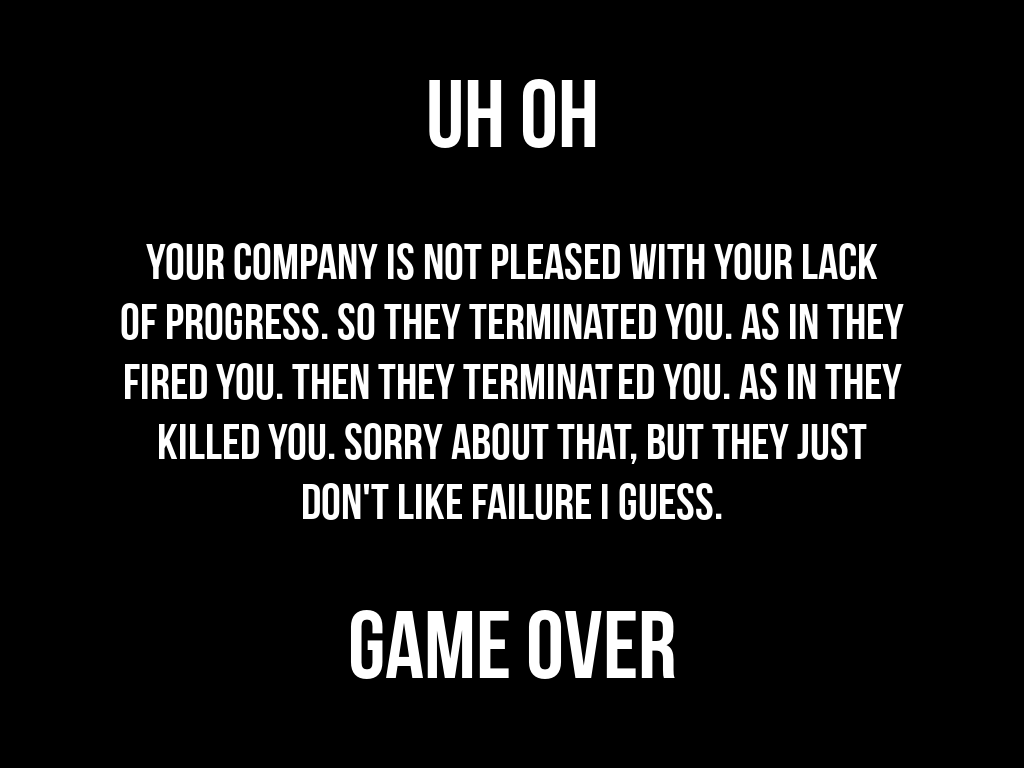 UH OH
YOUR COMPANY IS NOT PLEASED WITH YOUR LACK
OF PROGRESS. SO THEY TERMINATED YOU. AS IN THEY
FIRED YOU. THEN THEY TERMINATED YOU. AS IN THEY
KILLED YOU. SORRY ABOUT THAT, BUT THEY JUST
DON'T LIKE FAILURE I GUESS.
GAME OVER